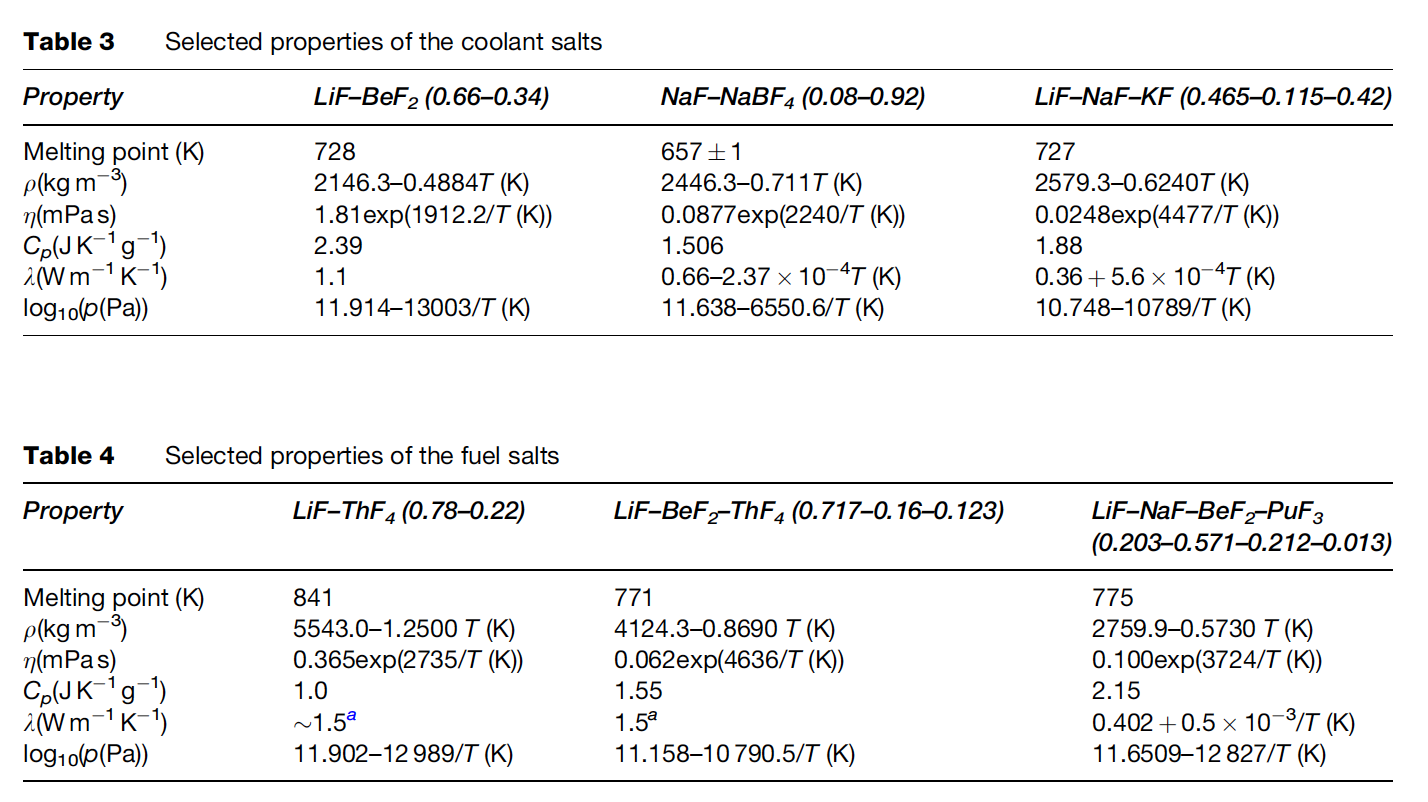 Table 3 Selected properties of the coolant salts
Property LiF–BeF₂ (0.66–0.34) NaF–NaBF₄ (0.08–0.92) LiF–NaF–KF (0.465–0.115–0.42)
Melting point (K) 728 657 ± 1 727
ρ(kg m⁻³) 2146.3–0.4884T (K) 2446.3–0.711T (K) 2579.3–0.6240T (K)
η(mPa s) 1.81exp(1912.2/T (K)) 0.0877exp(2240/T (K)) 0.0248exp(4477/T (K))
Cₚ(J K⁻¹ g⁻¹) 2.39 1.506 1.88
λ(W m⁻¹ K⁻¹) 1.1 0.66–2.37 × 10⁻⁴T (K) 0.36 + 5.6 × 10⁻⁴T (K)
log₁₀(p(Pa)) 11.914–13003/T (K) 11.638–6550.6/T (K) 10.748–10789/T (K)
Table 4 Selected properties of the fuel salts
Property LiF–ThF₄ (0.78–0.22) LiF–BeF₂–ThF₄ (0.717–0.16–0.123) LiF–NaF–BeF₂–PuF₃
(0.203–0.571–0.212–0.013)
Melting point (K) 841 771 775
ρ(kg m⁻³) 5543.0–1.2500 T (K) 4124.3–0.8690 T (K) 2759.9–0.5730 T (K)
η(mPa s) 0.365exp(2735/T (K)) 0.062exp(4636/T (K)) 0.100exp(3724/T (K))
Cₚ(J K⁻¹ g⁻¹) 1.0 1.55 2.15
λ(W m⁻¹ K⁻¹) ~1.5ᵃ 1.5ᵃ 0.402 + 0.5 × 10⁻³/T (K)
log₁₀(p(Pa)) 11.902–12 989/T (K) 11.158–10 790.5/T (K) 11.6509–12 827/T (K)